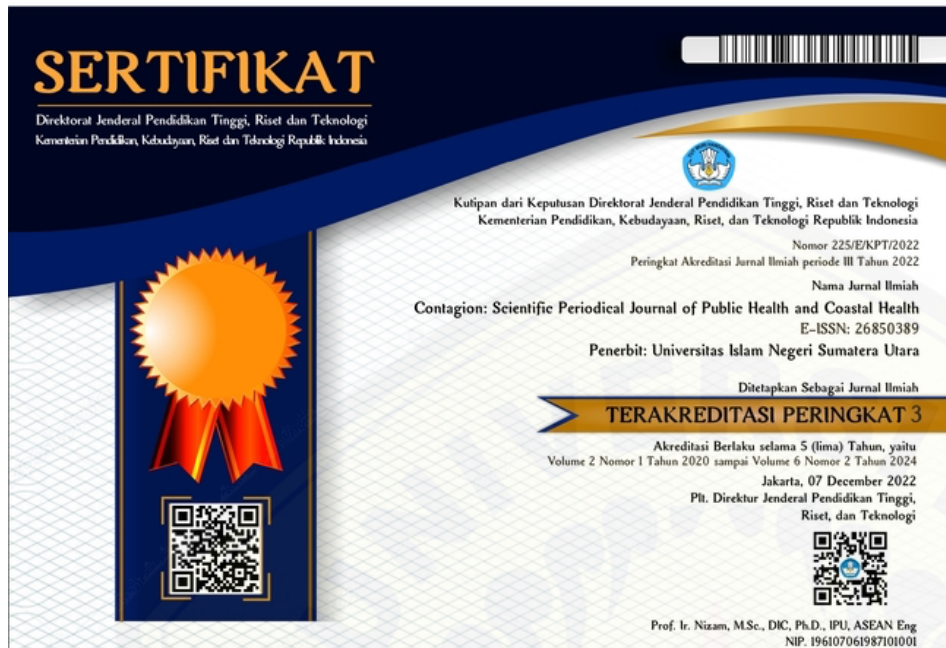 SERTIFIKAT
Direktorat Jenderal Pendidikan Tinggi, Riset dan Teknologi
Kementerian Pendidikan, Kebudayaan, Riset dan Teknologi Republik Indonesia
Kutipan dari Keputusan Direktorat Jenderal Pendidikan Tinggi, Riset dan Teknologi
Kementerian Pendidikan, Kebudayaan, Riset, dan Teknologi Republik Indonesia
Nomor 225/E/KPT/2022
Peringkat Akreditasi Jurnal Ilmiah periode III Tahun 2022
Nama Jurnal Ilmiah
Contagion: Scientific Periodical Journal of Public Health and Coastal Health
E-ISSN: 26850389
Penerbit: Universitas Islam Negeri Sumatera Utara
Ditetapkan Sebagai Jurnal Ilmiah
TERAKREDITASI PERINGKAT 3
Akreditasi Berlaku selama 5 (lima) Tahun, yaitu
Volume 2 Nomor 1 Tahun 2020 sampai Volume 6 Nomor 2 Tahun 2024
Jakarta, 07 December 2022
Plt. Direktur Jenderal Pendidikan Tinggi,
Riset, dan Teknologi
Prof. Ir. Nizam, M.Sc., DIC, Ph.D., IPU, ASEAN Eng
NIP. 196107061987101001